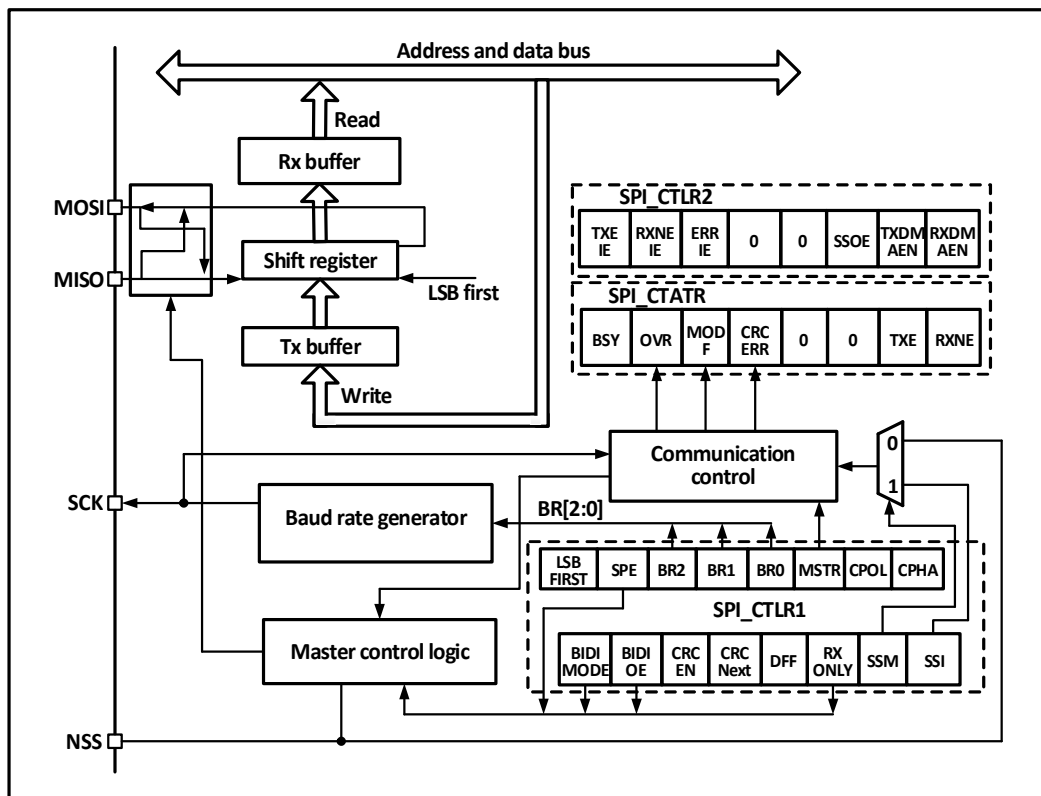 Address and data bus
Read
Rx buffer
MOSI
SPI_CTLR2
TXE IE
RXNE IE
ERR IE
0
0
SSOE
TXDM AEN
RXDM AEN
Shift register
MISO
LSB first
SPI_CTATR
BSY
OVR
MOD F
CRC ERR
0
0
TXE
RXNE
Tx buffer
Write
Communication
control
0
1
SCK
Baud rate generator
BR[2:0]
LSB FIRST
SPE
BR2
BR1
BR0
MSTR
CPOL
CPHA
SPI_CTLR1
Master control logic
BIDI MODE
BIDI OE
CRC EN
CRC Next
DFF
RX ONLY
SSM
SSI
NSS